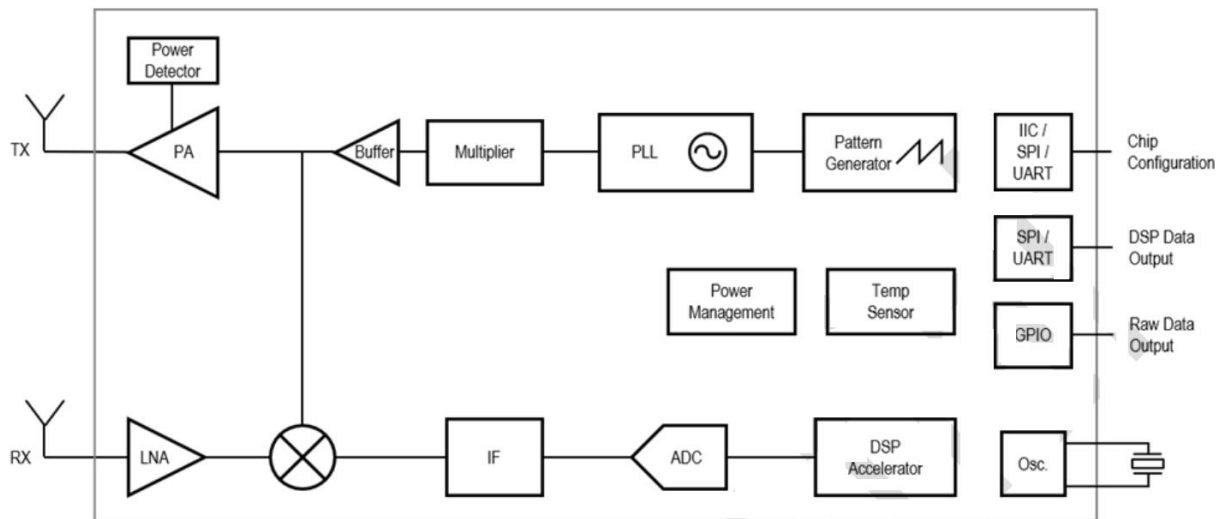 Power
Detector
TX
PA
Buffer
Multiplier
PLL
Pattern
Generator
IIC /
SPI /
UART
Chip
Configuration
SPI /
UART
DSP Data
Output
Power
Management
Temp
Sensor
GPIO
Raw Data
Output
RX
LNA
IF
ADC
DSP
Accelerator
Osc.